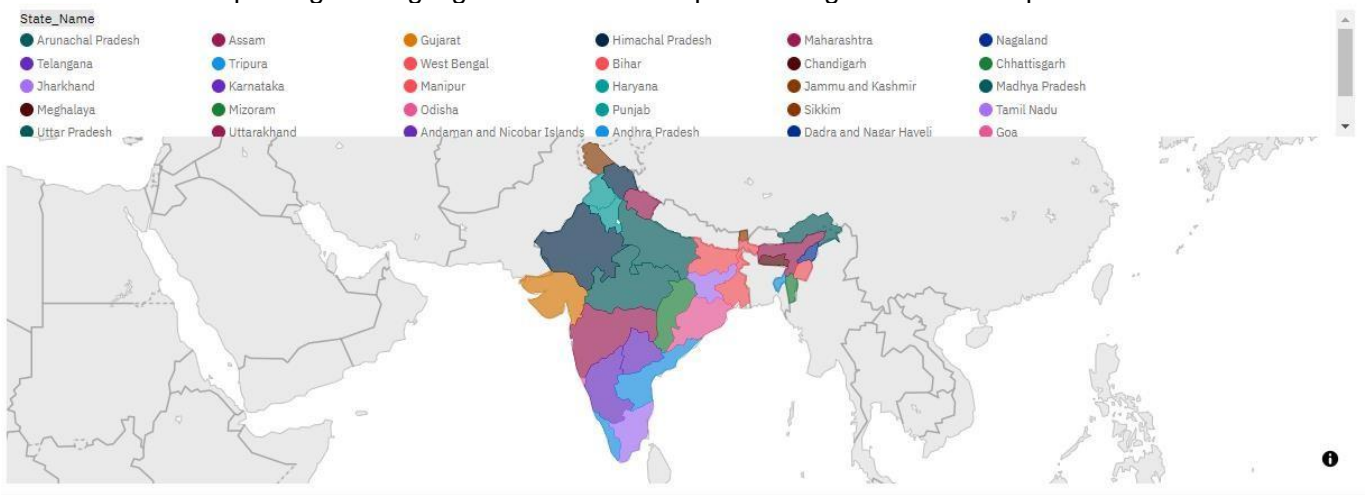 State_Name
Arunachal Pradesh Assam Gujarat Himachal Pradesh Maharashtra Nagaland
Telangana Tripura West Bengal Bihar Chandigarh Chhattisgarh
Jharkhand Karnataka Manipur Haryana Jammu and Kashmir Madhya Pradesh
Meghalaya Mizoram Odisha Punjab Sikkim Tamil Nadu
Uttar Pradesh Uttarakhand Andaman and Nicobar Islands Andhra Pradesh Dadra and Nagar Haveli Goa